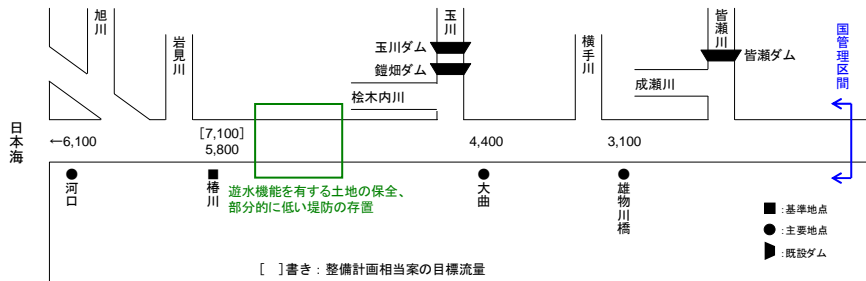 旭川
岩見川
玉川
玉川ダム
鎧畑ダム
桧木内川
横手川
皆瀬川
皆瀬ダム
成瀬川
国管理区間
日本海
←6,100
[7,100]
5,800
4,400
3,100
河口
椿川
遊水機能を有する土地の保全、
部分的に低い堤防の存置
大曲
雄物川橋
■:基準地点
●:主要地点
:既設ダム
[ ]書き：整備計画相当案の目標流量